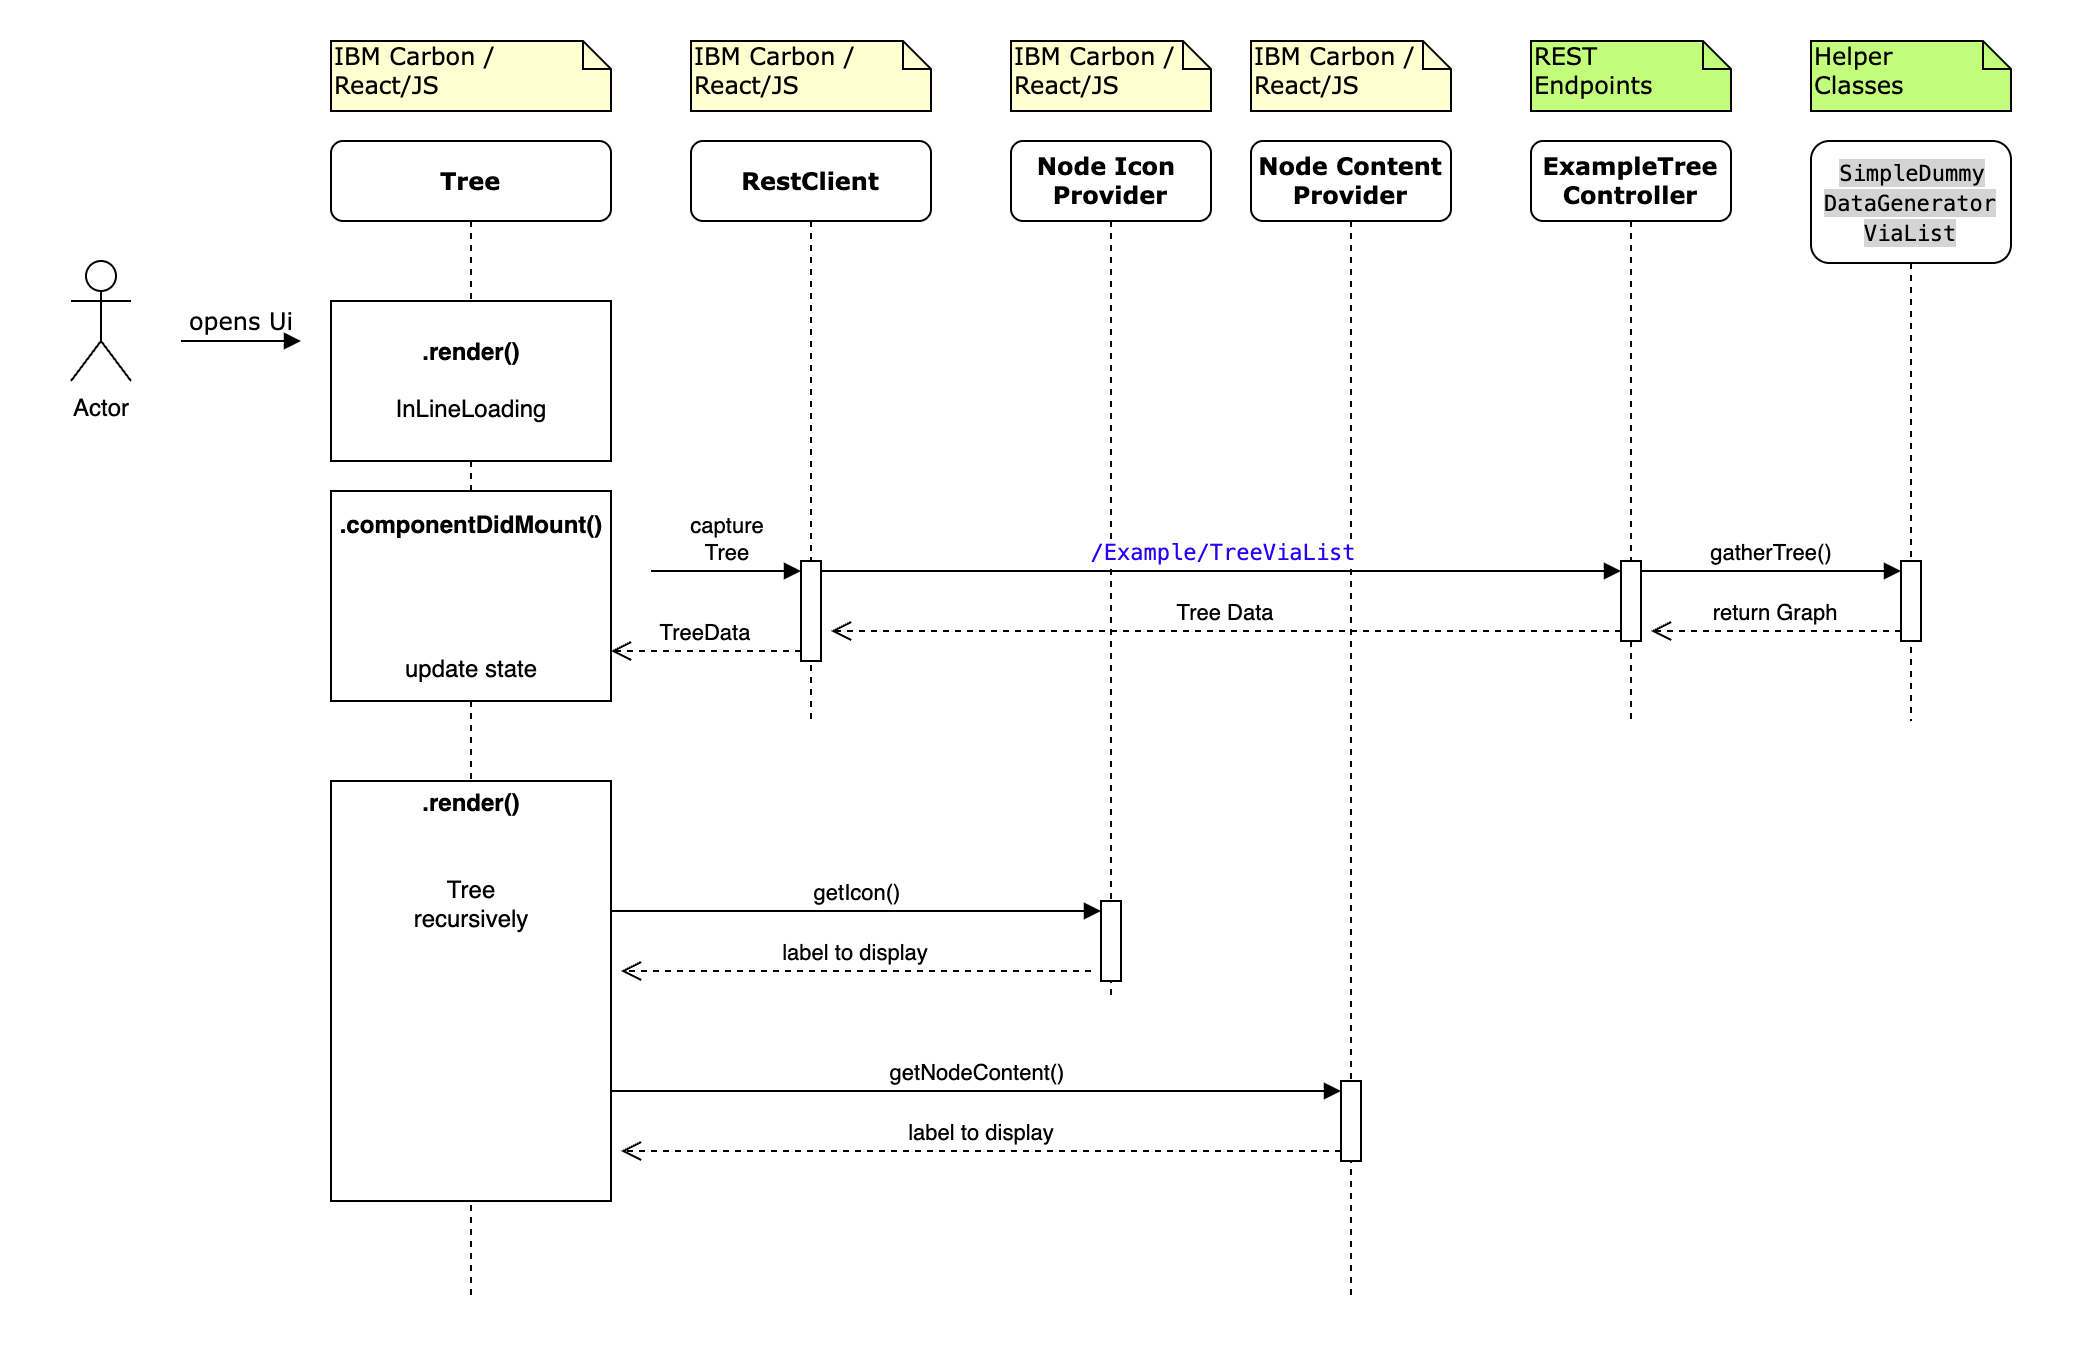 IBM Carbon /
React/JS
IBM Carbon /
React/JS
IBM Carbon /
React/JS
IBM Carbon /
React/JS
REST
Endpoints
Helper
Classes
Tree
RestClient
Node Icon
Provider
Node Content
Provider
ExampleTree
Controller
SimpleDummy
DataGenerator
ViaList
opens Ui
Actor
.render()
InLineLoading
.componentDidMount()
capture
Tree
/Example/TreeViaList
gatherTree()
return Graph
Tree Data
TreeData
update state
.render()
Tree
recursively
getIcon()
label to display
getNodeContent()
label to display